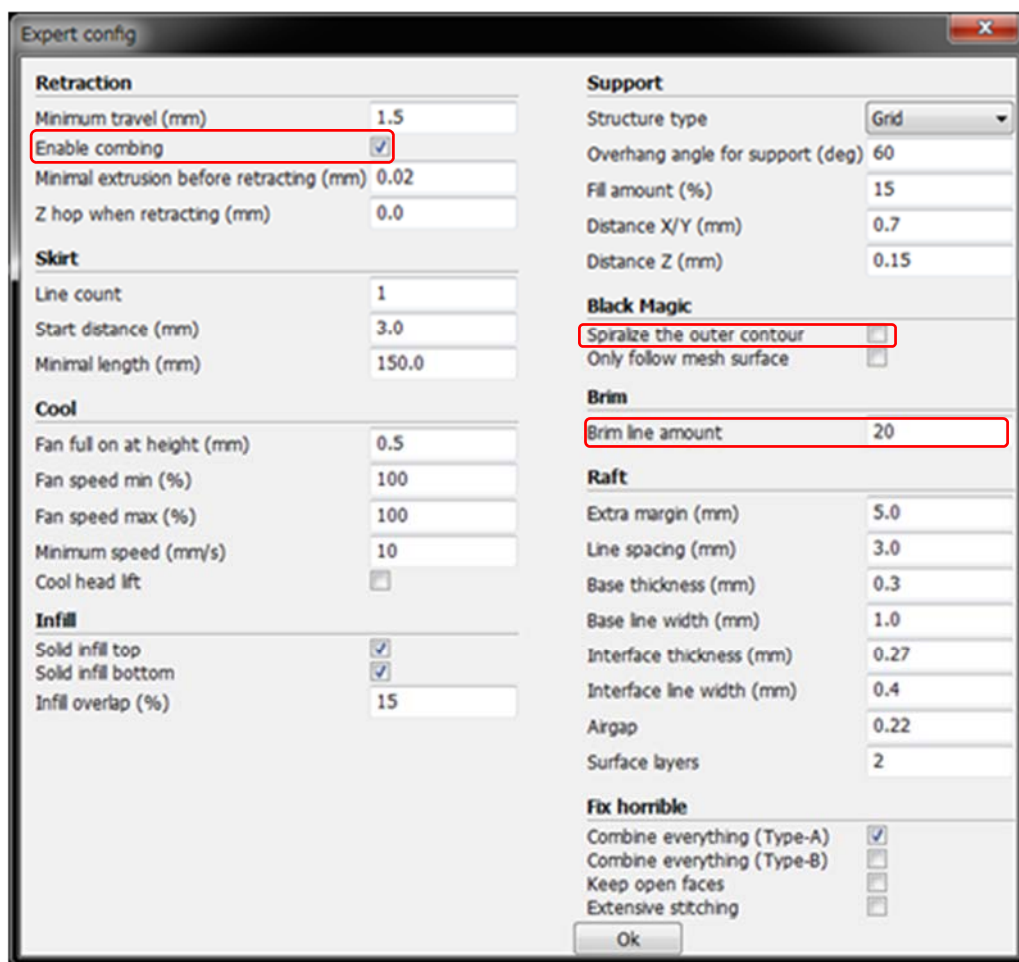 Expert config
Retraction
Minimum travel (mm) 1.5
Enable combing
Minimal extrusion before retracting (mm) 0.02
Z hop when retracting (mm) 0.0
Skirt
Line count 1
Start distance (mm) 3.0
Minimal length (mm) 150.0
Cool
Fan full on at height (mm) 0.5
Fan speed min (%) 100
Fan speed max (%) 100
Minimum speed (mm/s) 10
Cool head lift
Infill
Solid infill top
Solid infill bottom
Infill overlap (%) 15
Support
Structure type Grid
Overhang angle for support (deg) 60
Fill amount (%) 15
Distance X/Y (mm) 0.7
Distance Z (mm) 0.15
Black Magic
Spiralize the outer contour
Only follow mesh surface
Brim
Brim line amount 20
Raft
Extra margin (mm) 5.0
Line spacing (mm) 3.0
Base thickness (mm) 0.3
Base line width (mm) 1.0
Interface thickness (mm) 0.27
Interface line width (mm) 0.4
Airgap 0.22
Surface layers 2
Fix horrible
Combine everything (Type-A)
Combine everything (Type-B)
Keep open faces
Extensive stitching
Ok